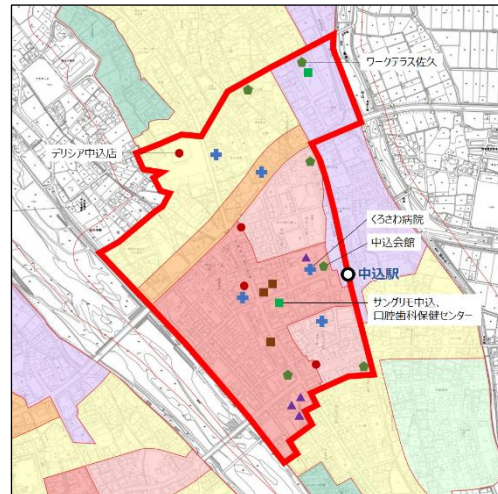 ワークテラス佐久
デリシア中込店
くろさわ病院
中込会館
中込駅
サングリモ中込、
口腔歯科保健センター